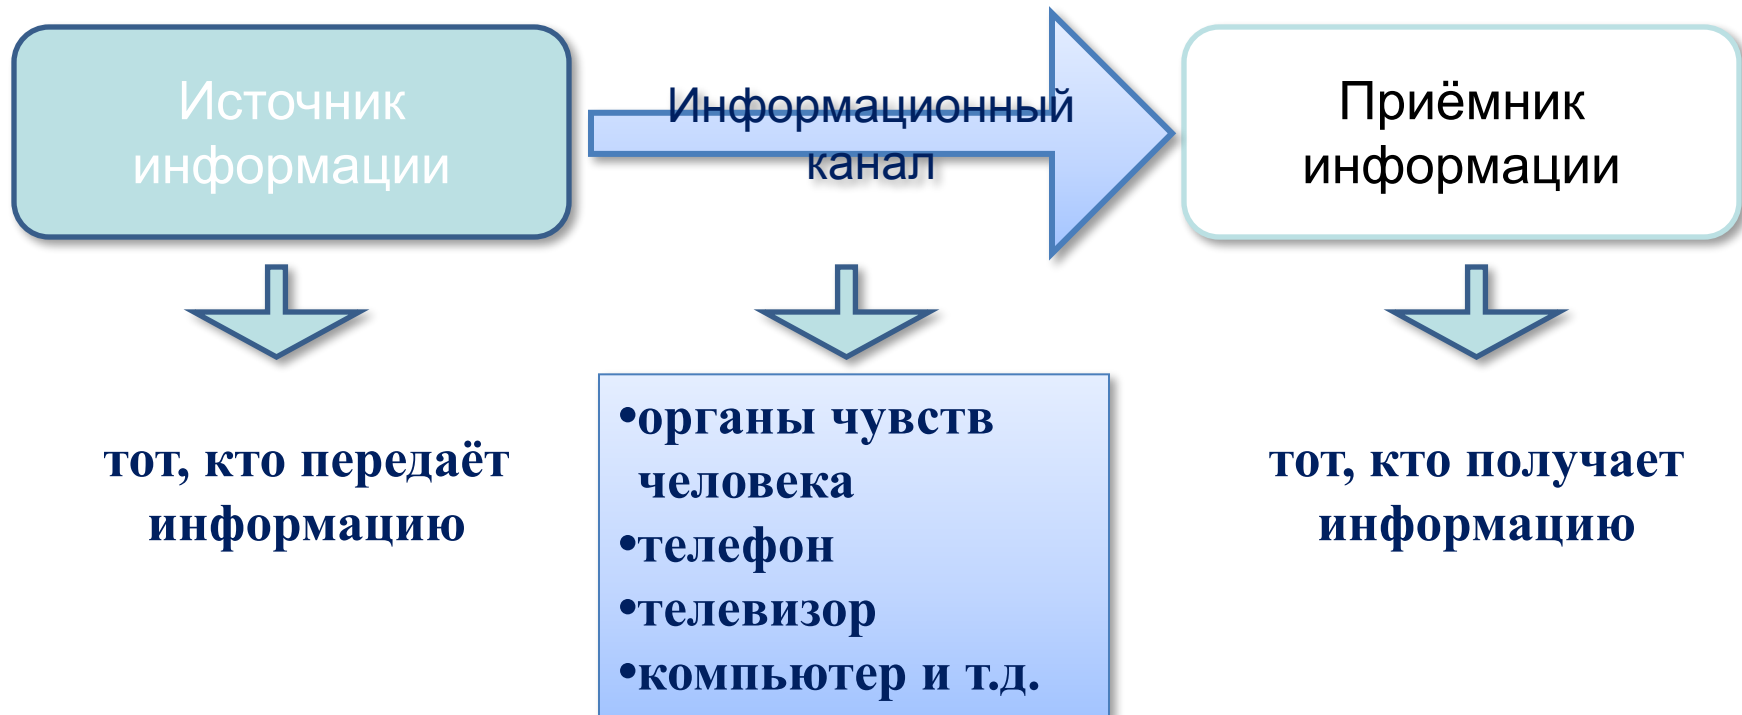 Источник
информации
Информационный
канал
Приёмник
информации
тот, кто передаёт
информацию
•органы чувств
человека
•телефон
•телевизор
•компьютер и т.д.
тот, кто получает
информацию